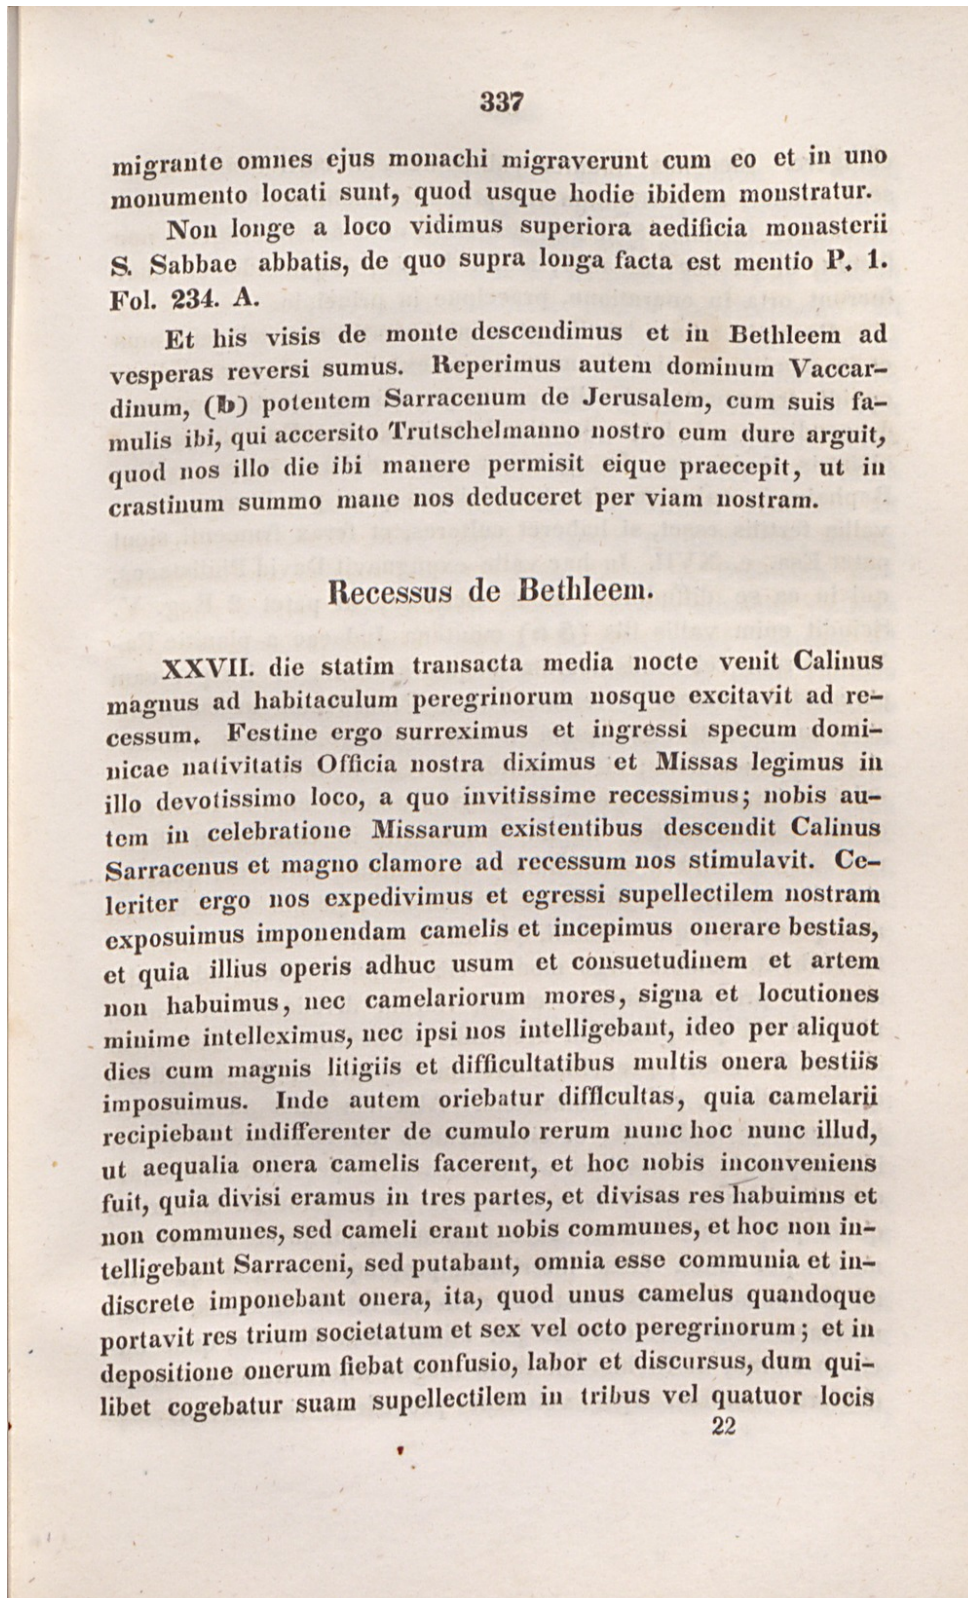 337
migrante omnes ejus monachi migraverunt cum eo et in uno
monumento locati sunt, quod usque hodie ibidem monstratur.
Non longe a loco vidimus superiora aedificia monasterii
S. Sabbae abbatis, de quo supra longa facta est mentio P. 1.
Fol. 234. A.
Et his visis de monte descendimus et in Bethleem ad
vesperas reversi sumus. Reperimus autem dominum Vaccar-
dinum, (b) potentem Sarracenum de Jerusalem, cum suis fa-
mulis ibi, qui accersito Trutschelmanno nostro eum dure arguit,
quod nos illo die ibi manere permisit eique praecepit, ut in
crastinum summo mane nos deduceret per viam nostram.
Recessus de Bethleem.
XXVII. die statim transacta media nocte venit Calinus
magnus ad habitaculum peregrinorum nosque excitavit ad re-
cessum. Festine ergo surreximus et ingressi specum domi-
nicae nativitatis Officia nostra diximus et Missas legimus in
illo devotissimo loco, a quo invitissime recessimus; nobis au-
tem in celebratione Missarum existentibus descendit Calinus
Sarracenus et magno clamore ad recessum nos stimulavit. Ce-
leriter ergo nos expedivimus et egressi supellectilem nostram
exposuimus imponendam camelis et incepimus onerare bestias,
et quia illius operis adhuc usum et consuetudinem et artem
non habuimus, nec camelariorum mores, signa et locutiones
minime intelleximus, nec ipsi nos intelligebant, ideo per aliquot
dies cum magnis litigiis et difficultatibus multis onera bestiis
imposuimus. Inde autem oriebatur difflcultas, quia camelarii
recipiebant indifferenter de cumulo rerum nunc hoc nunc illud,
ut aequalia onera camelis facerent, et hoc nobis inconveniens
fuit, quia divisi eramus in tres partes, et divisas res habuimus et
non communes, sed cameli erant nobis communes, et hoc non in-
telligebant Sarraceni, sed putabant, omnia esse communia et in-
discrete imponebant onera, ita, quod unus camelus quandoque
portavit res trium societatum et sex vel octo peregrinorum; et in
depositione onerum fiebat confusio, labor et discursus, dum qui-
libet cogebatur suam supellectilem in tribus vel quatuor locis
22